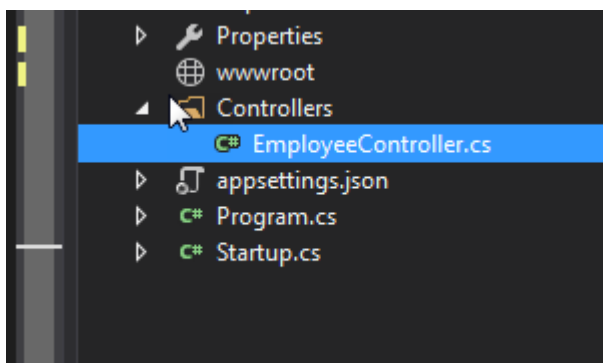 Properties
wwwroot
Controllers
C# EmployeeController.cs
appsettings.json
C# Program.cs
C# Startup.cs